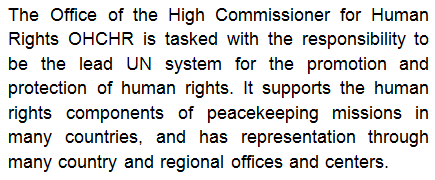 The Office of the High Commissioner for Human
Rights OHCHR is tasked with the responsibility to
be the lead UN system for the promotion and
protection of human rights. It supports the human
rights components of peacekeeping missions in
many countries, and has representation through
many country and regional offices and centers.